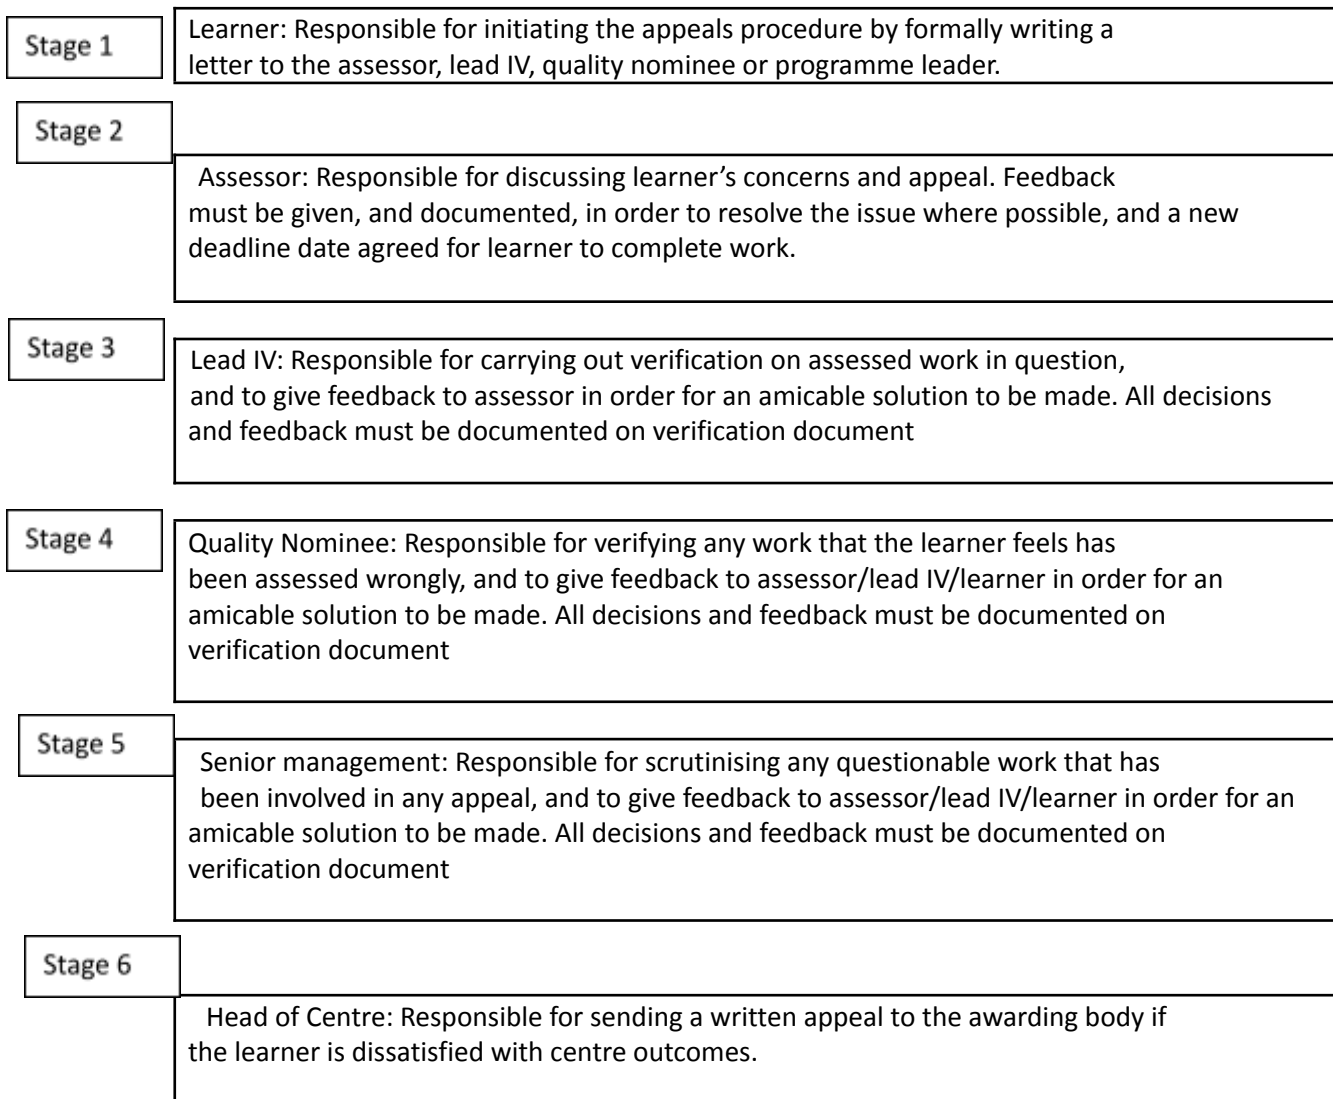 Stage 1
Learner: Responsible for initiating the appeals procedure by formally writing a
letter to the assessor, lead IV, quality nominee or programme leader.
Stage 2
Assessor: Responsible for discussing learner’s concerns and appeal. Feedback
must be given, and documented, in order to resolve the issue where possible, and a new
deadline date agreed for learner to complete work.
Stage 3
Lead IV: Responsible for carrying out verification on assessed work in question,
and to give feedback to assessor in order for an amicable solution to be made. All decisions
and feedback must be documented on verification document
Stage 4
Quality Nominee: Responsible for verifying any work that the learner feels has
been assessed wrongly, and to give feedback to assessor/lead IV/learner in order for an
amicable solution to be made. All decisions and feedback must be documented on
verification document
Stage 5
Senior management: Responsible for scrutinising any questionable work that has
been involved in any appeal, and to give feedback to assessor/lead IV/learner in order for an
amicable solution to be made. All decisions and feedback must be documented on
verification document
Stage 6
Head of Centre: Responsible for sending a written appeal to the awarding body if
the learner is dissatisfied with centre outcomes.